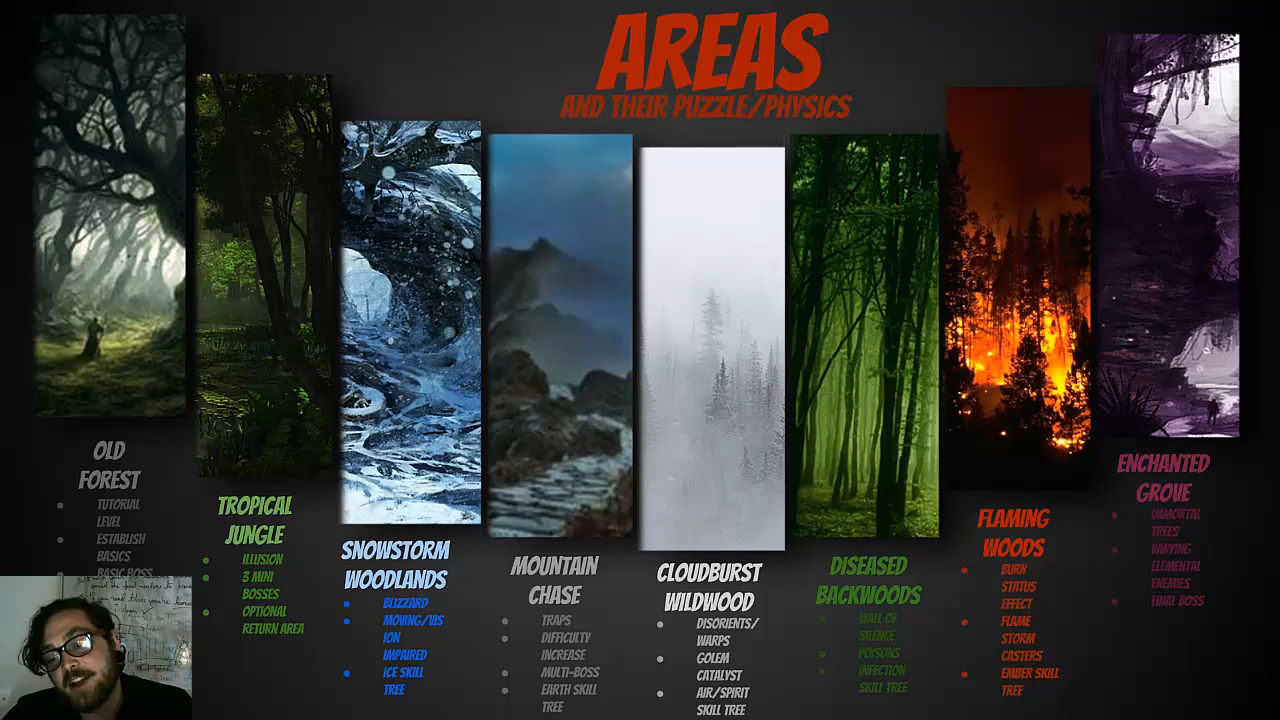 AREAS
AND THEIR PUZZLE/PHYSICS
OLD
FOREST
TUTORIAL
LEVEL
ESTABLISH
BASICS
BASIC BOSS
TROPICAL
JUNGLE
ILLUSION
3 MINI
BOSSES
OPTIONAL
RETURN AREA
SNOWSTORM
WOODLANDS
BLIZZARD
MOVING/VIS
ION
IMPAIRED
ICE SKILL
TREE
MOUNTAIN
CHASE
TRAPS
DIFFICULTY
INCREASE
MULTI-BOSS
EARTH SKILL
TREE
CLOUDBURST
WILDWOOD
DISORIENTS/
WARPS
GOLEM
CATALYST
AIR/SPIRIT
SKILL TREE
DISEASED
BACKWOODS
WALL OF
SILENCE
POISONS
INFECTION
SKILL TREE
FLAMING
WOODS
BURN
STATUS
EFFECT
FLAME
STORM
CASTERS
EMBER SKILL
TREE
ENCHANTED
GROVE
IMMORTAL
TREES
VARYING
ELEMENTAL
ENEMIES
FINAL BOSS